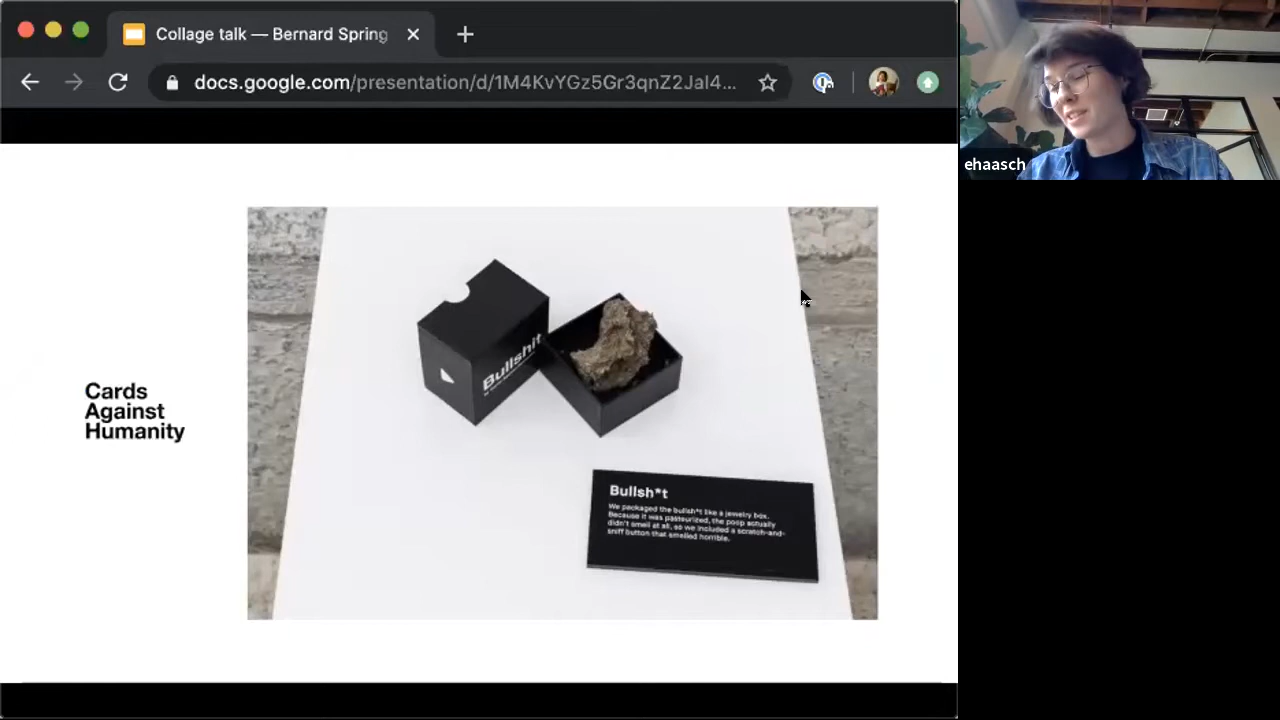 Collage talk — Bernard Spring
docs.google.com/presentation/d/1M4KvYGz5Gr3qnZ2JaI4...
ehaasch
Cards
Against
Humanity
Bullshit
Bullsh*t
We packaged the bullsh*t like a jewelry box.
Because it was pasteurized, the poop actually
didn't smell at all, so we included a scratch-and-
sniff button that smelled horrible.